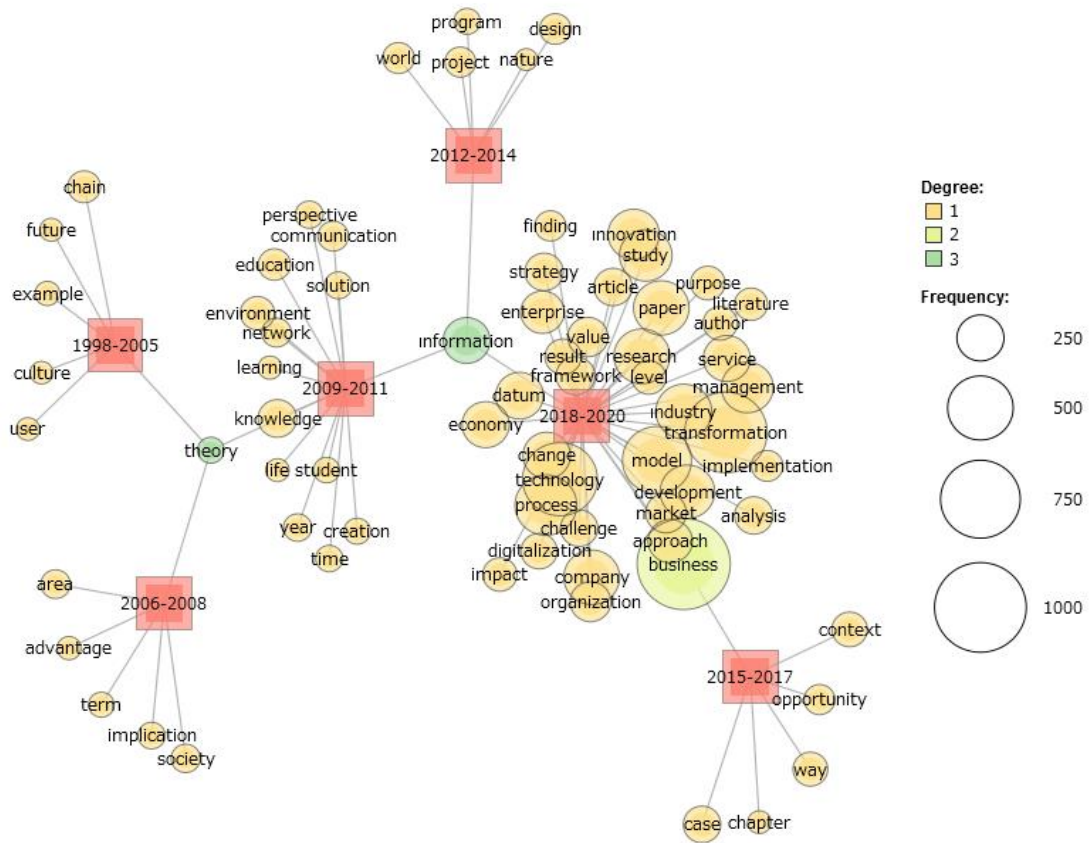 program
design
world
project
nature
2012-2014
chain
perspective
communication
finding
innovation
study
future
education
strategy
article
purpose
literature
example
solution
enterprise
paper
author
environment
network
1998-2005
information
value
result
research
service
culture
learning
2009-2011
framework
level
management
datum
2018-2020
industry
economy
transformation
user
knowledge
theory
life
student
change
model
implementation
technology
development
process
market
analysis
year
creation
challenge
approach
time
digitalization
business
impact
company
organization
area
2006-2008
advantage
term
implication
society
context
2015-2017
opportunity
way
case
chapter
Degree:
1
2
3
Frequency:
250
500
750
1000